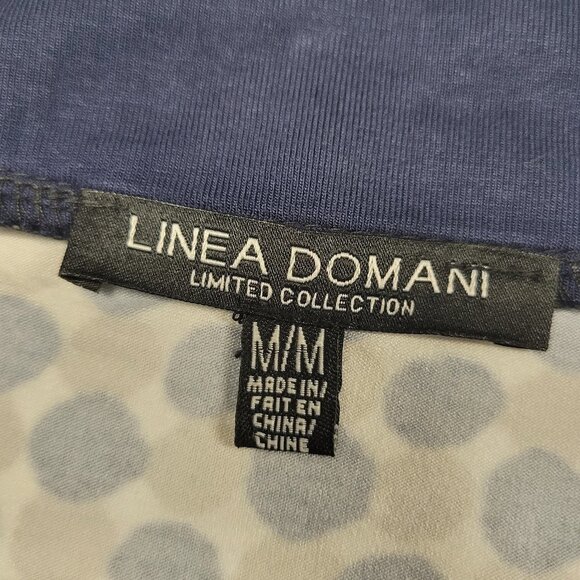 LINEA DOMANI
LIMITED COLLECTION
M/M
MADE IN/
FAIT EN
CHINA/
CHINE